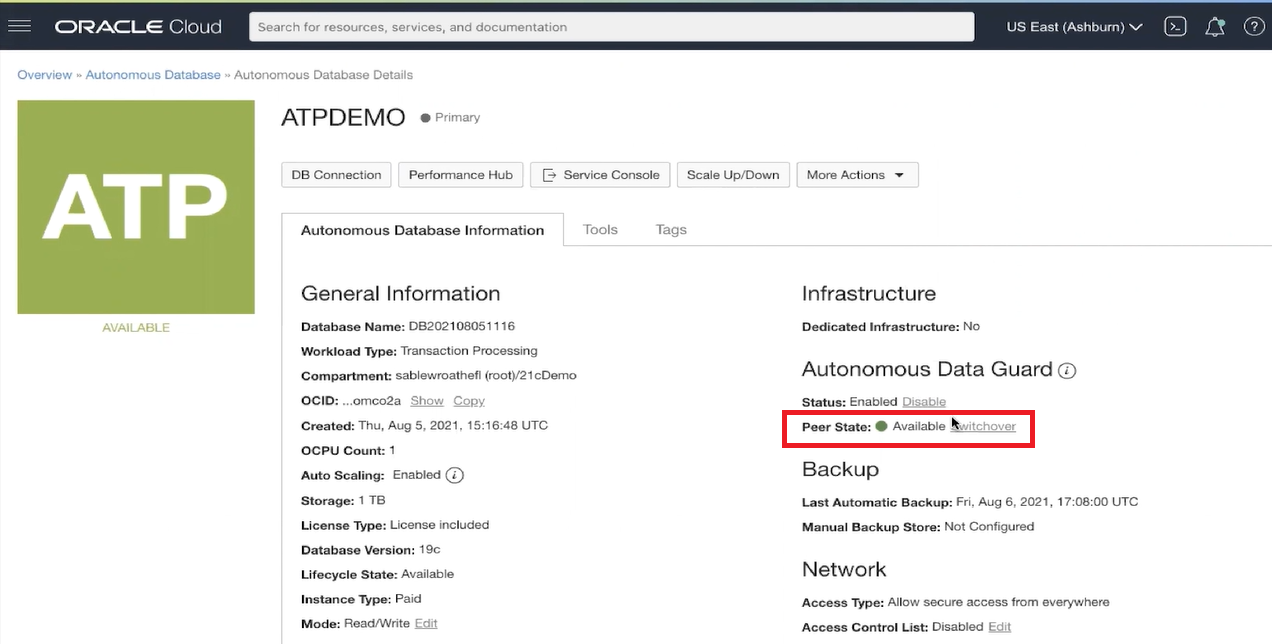 ORACLE Cloud
Search for resources, services, and documentation
US East (Ashburn)
Overview » Autonomous Database » Autonomous Database Details
ATP
AVAILABLE
ATPDEMO
Primary
DB Connection
Performance Hub
Service Console
Scale Up/Down
More Actions
Autonomous Database Information
Tools
Tags
General Information
Database Name: DB202108051116
Workload Type: Transaction Processing
Compartment: sablewroathefl (root)/21cDemo
OCID: ...omco2a Show Copy
Created: Thu, Aug 5, 2021, 15:16:48 UTC
OCPU Count: 1
Auto Scaling: Enabled
Storage: 1 TB
License Type: License included
Database Version: 19c
Lifecycle State: Available
Instance Type: Paid
Mode: Read/Write Edit
Infrastructure
Dedicated Infrastructure: No
Autonomous Data Guard
Status: Enabled Disable
Peer State: Available Switchover
Backup
Last Automatic Backup: Fri, Aug 6, 2021, 17:08:00 UTC
Manual Backup Store: Not Configured
Network
Access Type: Allow secure access from everywhere
Access Control List: Disabled Edit